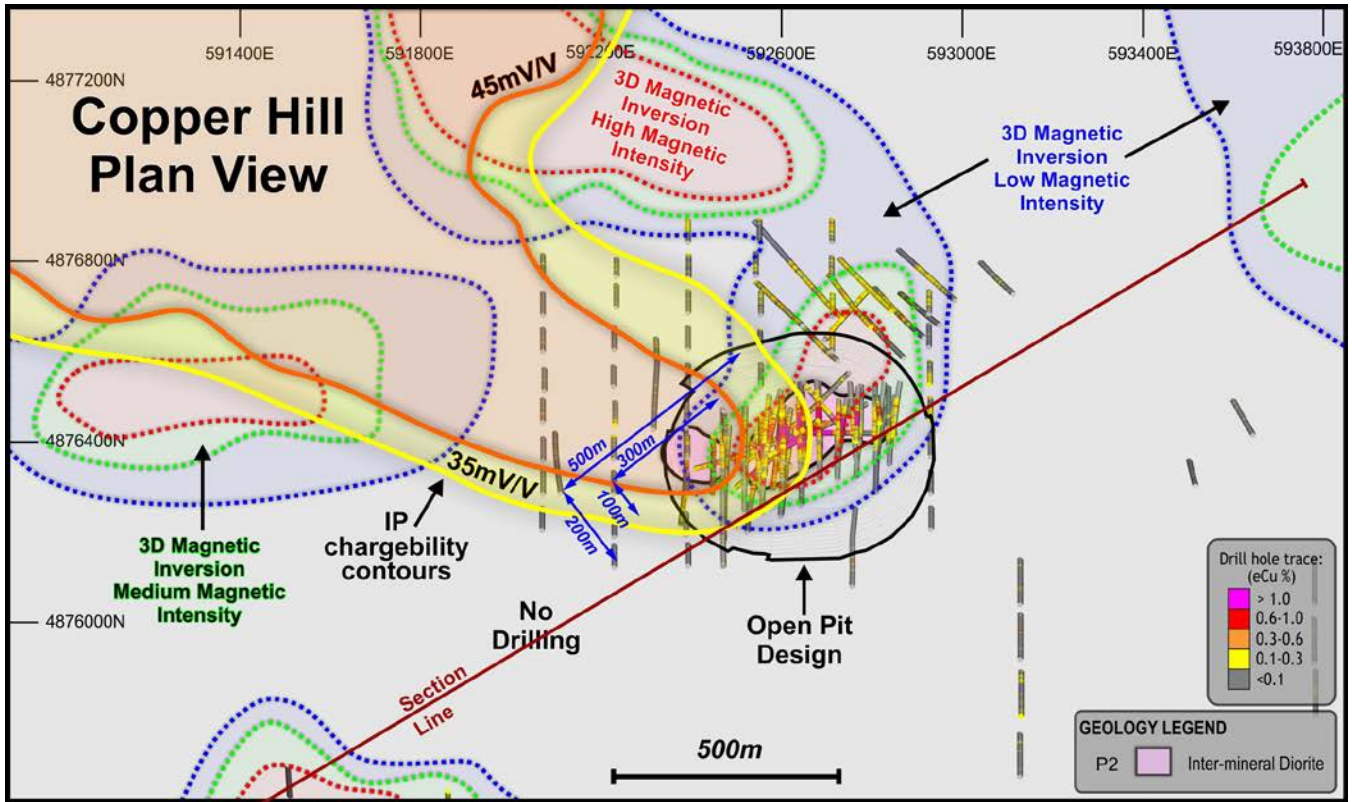 591400E
591800E
592200E
592600E
593000E
593400E
593800E
4877200N
4876800N
4876400N
4876000N
Copper Hill
Plan View
45mV/V
3D Magnetic
Inversion
High Magnetic
Intensity
3D Magnetic
Inversion
Low Magnetic
Intensity
35mV/V
500m
300m
100m
200m
IP
chargebility
contours
3D Magnetic
Inversion
Medium Magnetic
Intensity
No
Drilling
Open Pit
Design
Section
Line
500m
Drill hole trace:
(eCu %)
> 1.0
0.6-1.0
0.3-0.6
0.1-0.3
<0.1
GEOLOGY LEGEND
P2 Inter-mineral Diorite